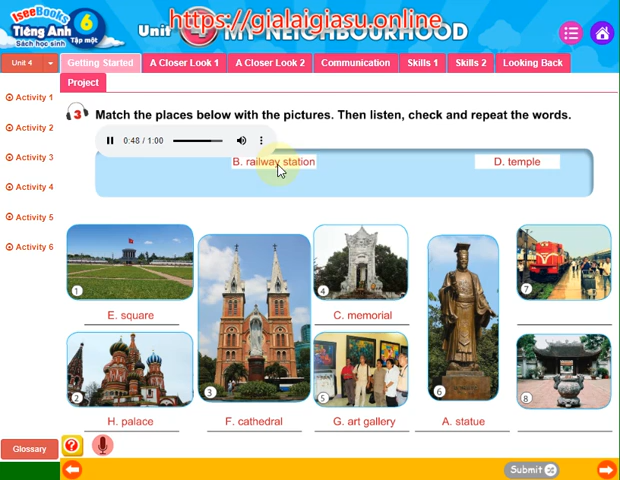 IseeBooks
Tiếng Anh 6
Sách học sinh Tập một
Unit 4 MY NEIGHBOURHOOD
https://gialaigiasu.online
Unit 4
Getting Started
A Closer Look 1
A Closer Look 2
Communication
Skills 1
Skills 2
Looking Back
Project
Activity 1
Activity 2
Activity 3
Activity 4
Activity 5
Activity 6
3 Match the places below with the pictures. Then listen, check and repeat the words.
0:48 / 1:00
B. railway station
D. temple
1
E. square
2
H. palace
3
F. cathedral
4
C. memorial
5
G. art gallery
6
A. statue
7
8
Glossary
Submit